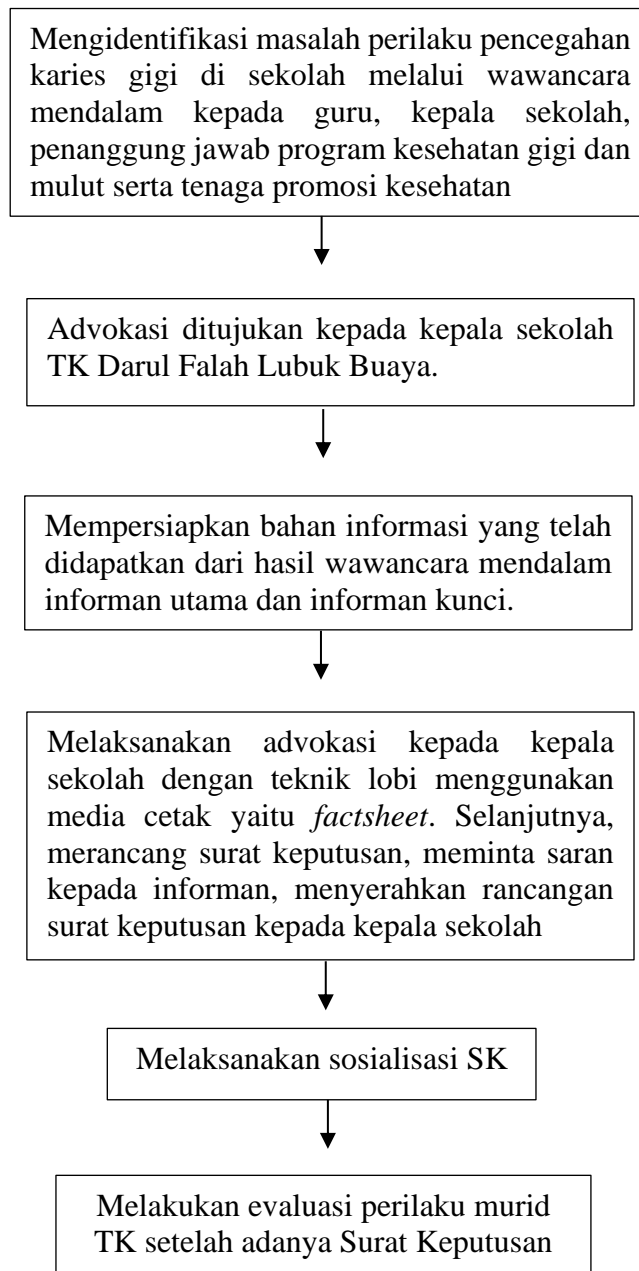 Mengidentifikasi masalah perilaku pencegahan
karies gigi di sekolah melalui wawancara
mendalam kepada guru, kepala sekolah,
penanggung jawab program kesehatan gigi dan
mulut serta tenaga promosi kesehatan
Advokasi ditujukan kepada kepala sekolah
TK Darul Falah Lubuk Buaya.
Mempersiapkan bahan informasi yang telah
didapatkan dari hasil wawancara mendalam
informan utama dan informan kunci.
Melaksanakan advokasi kepada kepala
sekolah dengan teknik lobi menggunakan
media cetak yaitu factsheet. Selanjutnya,
merancang surat keputusan, meminta saran
kepada informan, menyerahkan rancangan
surat keputusan kepada kepala sekolah
Melaksanakan sosialisasi SK
Melakukan evaluasi perilaku murid
TK setelah adanya Surat Keputusan